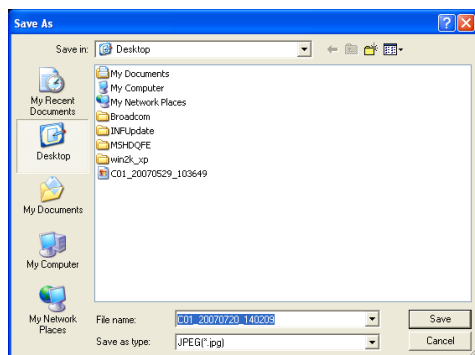 Save As
Save in:
Desktop
My Recent
Documents
Desktop
My Documents
My Computer
My Network
Places
My Documents
My Computer
My Network Places
Broadcom
INFUpdate
MSHDQFE
win2k_xp
C01_20070529_103649
File name:
C01_20070720_140209
Save
Save as type:
JPEG(*.jpg)
Cancel